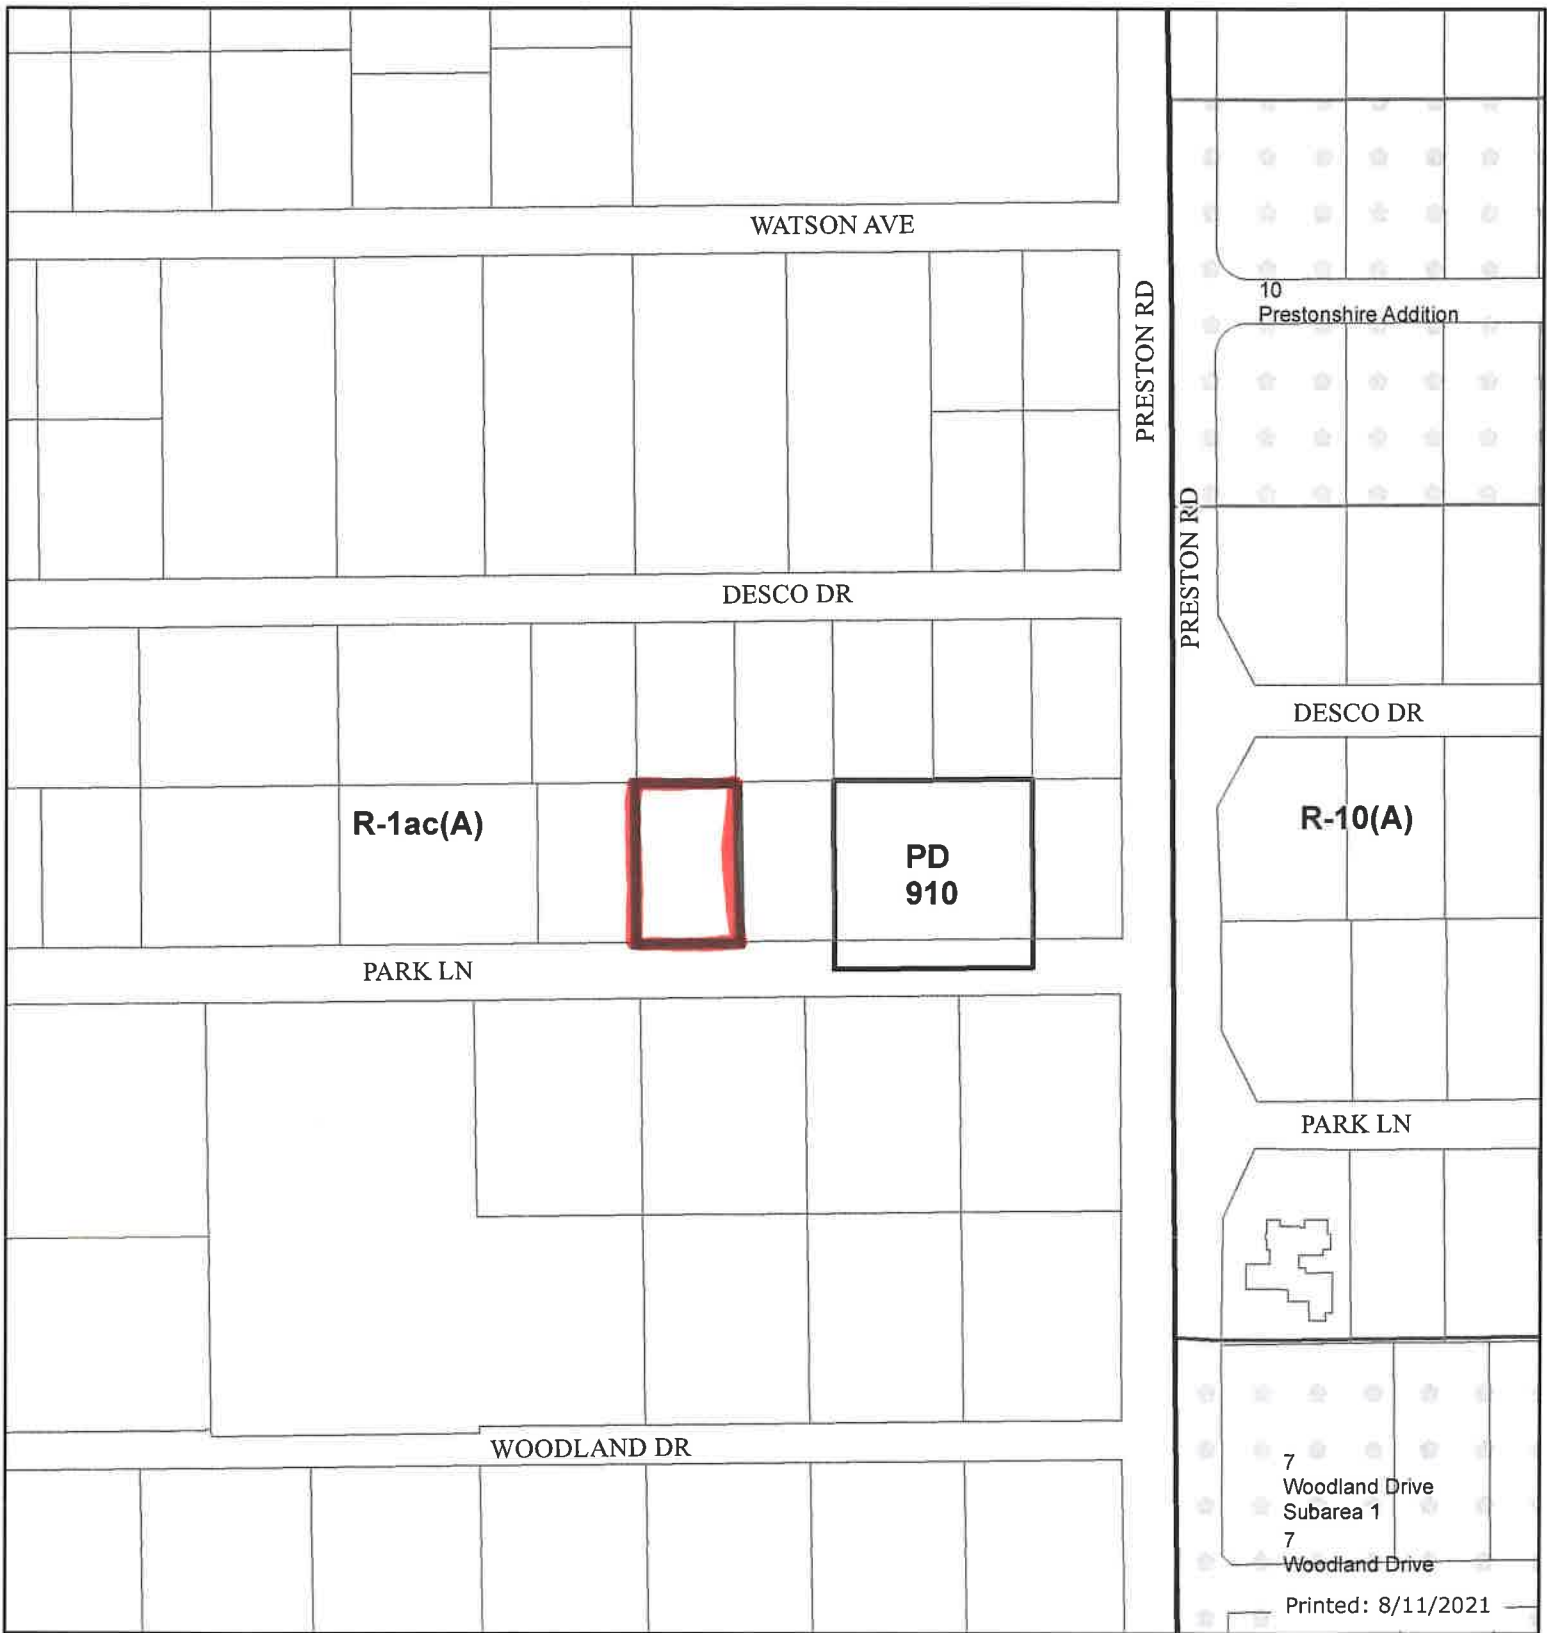 WATSON AVE
PRESTON RD
10
Prestonshire Addition
PRESTON RD
DESCO DR
DESCO DR
R-1ac(A)
PD
910
R-10(A)
PARK LN
PARK LN
WOODLAND DR
7
Woodland Drive
Subarea 1
7
Woodland Drive
Printed: 8/11/2021